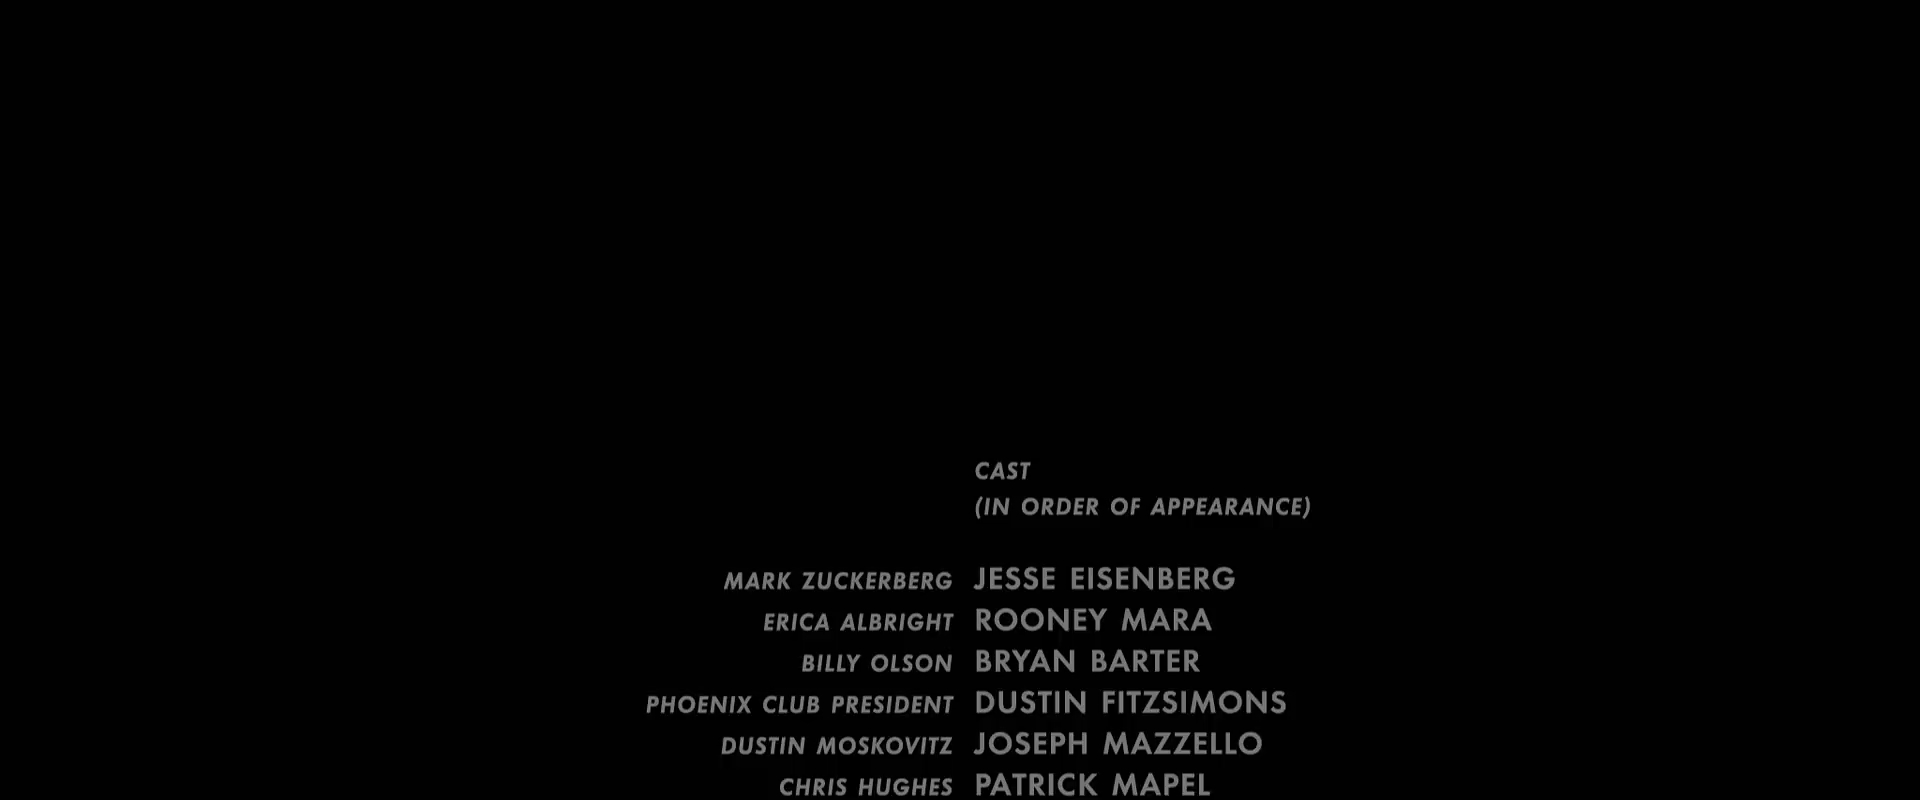 CAST
(IN ORDER OF APPEARANCE)
MARK ZUCKERBERG JESSE EISENBERG
ERICA ALBRIGHT ROONEY MARA
BILLY OLSON BRYAN BARTER
PHOENIX CLUB PRESIDENT DUSTIN FITZSIMONS
DUSTIN MOSKOVITZ JOSEPH MAZZELLO
CHRIS HUGHES PATRICK MAPEL